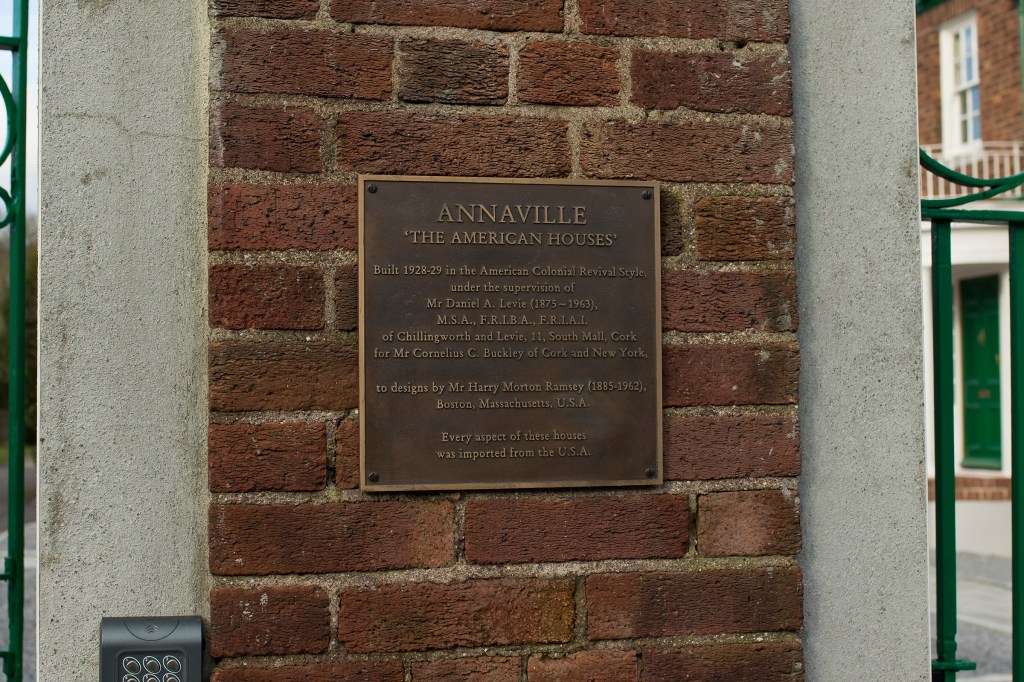 ANNAVILLE
‘THE AMERICAN HOUSES’
Built 1928-29 in the American Colonial Revival Style,
under the supervision of
Mr Daniel A. Levie (1875–1963),
M.S.A., F.R.I.B.A., F.R.I.A.I.
of Chillingworth and Levie, 11, South Mall, Cork
for Mr Cornelius C. Buckley of Cork and New York,
to designs by Mr Harry Morton Ramsey (1885-1962),
Boston, Massachusetts, U.S.A.
Every aspect of these houses
was imported from the U.S.A.